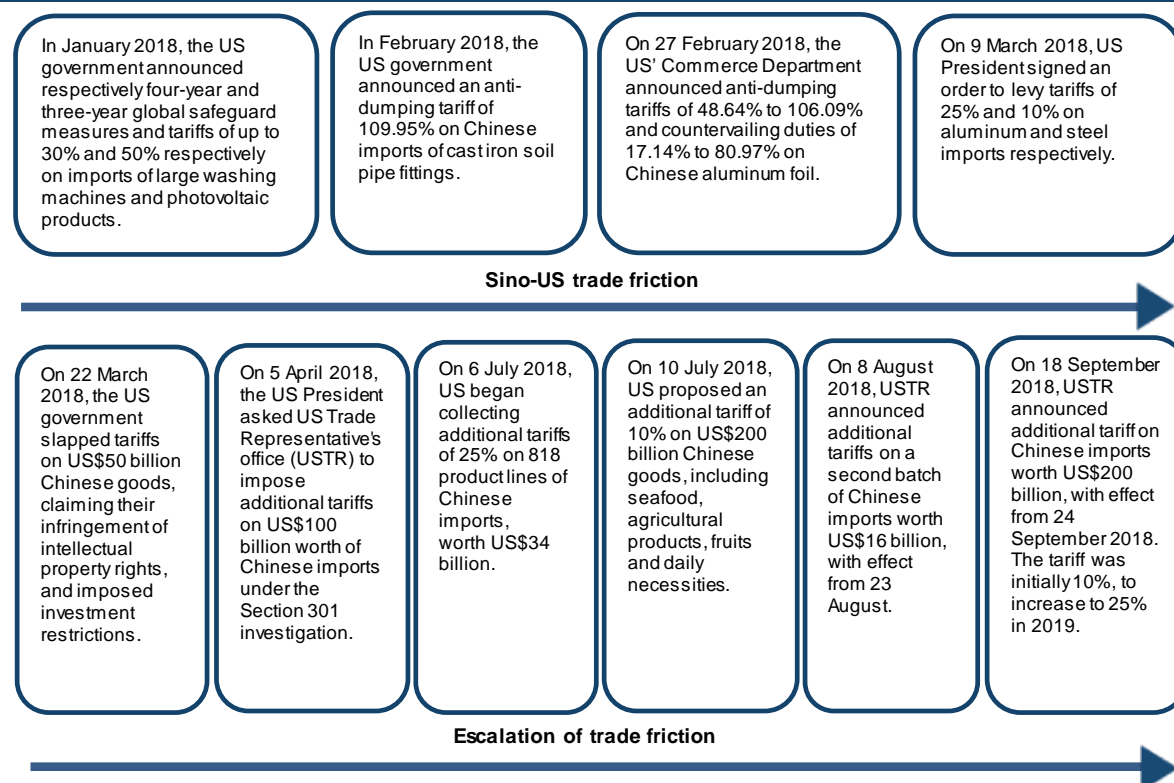 In January 2018, the US
government announced
respectively four-year and
three-year global safeguard
measures and tariffs of up to
30% and 50% respectively
on imports of large washing
machines and photovoltaic
products.
In February 2018, the
US government
announced an anti-
dumping tariff of
109.95% on Chinese
imports of cast iron soil
pipe fittings.
On 27 February 2018, the
US’ Commerce Department
announced anti-dumping
tariffs of 48.64% to 106.09%
and countervailing duties of
17.14% to 80.97% on
Chinese aluminum foil.
On 9 March 2018, US
President signed an
order to levy tariffs of
25% and 10% on
aluminum and steel
imports respectively.
Sino-US trade friction
On 22 March
2018, the US
government
slapped tariffs
on US$50 billion
Chinese goods,
claiming their
infringement of
intellectual
property rights,
and imposed
investment
restrictions.
On 5 April 2018,
the US President
asked US Trade
Representative's
office (USTR) to
impose
additional tariffs
on US$100
billion worth of
Chinese imports
under the
Section 301
investigation.
On 6 July 2018,
US began
collecting
additional tariffs
of 25% on 818
product lines of
Chinese
imports,
worth US$34
billion.
On 10 July 2018,
US proposed an
additional tariff of
10% on US$200
billion Chinese
goods, including
seafood,
agricultural
products, fruits
and daily
necessities.
On 8 August
2018, USTR
announced
additional
tariffs on a
second batch
of Chinese
imports worth
US$16 billion,
with effect
from 23
August.
On 18 September
2018, USTR
announced
additional tariff on
Chinese imports
worth US$200
billion, with effect
from 24
September 2018.
The tariff was
initially 10%, to
increase to 25%
in 2019.
Escalation of trade friction